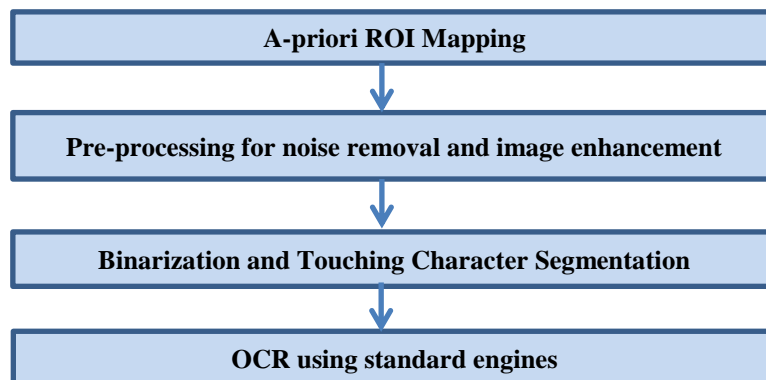 A-priori ROI Mapping
Pre-processing for noise removal and image enhancement
Binarization and Touching Character Segmentation
OCR using standard engines